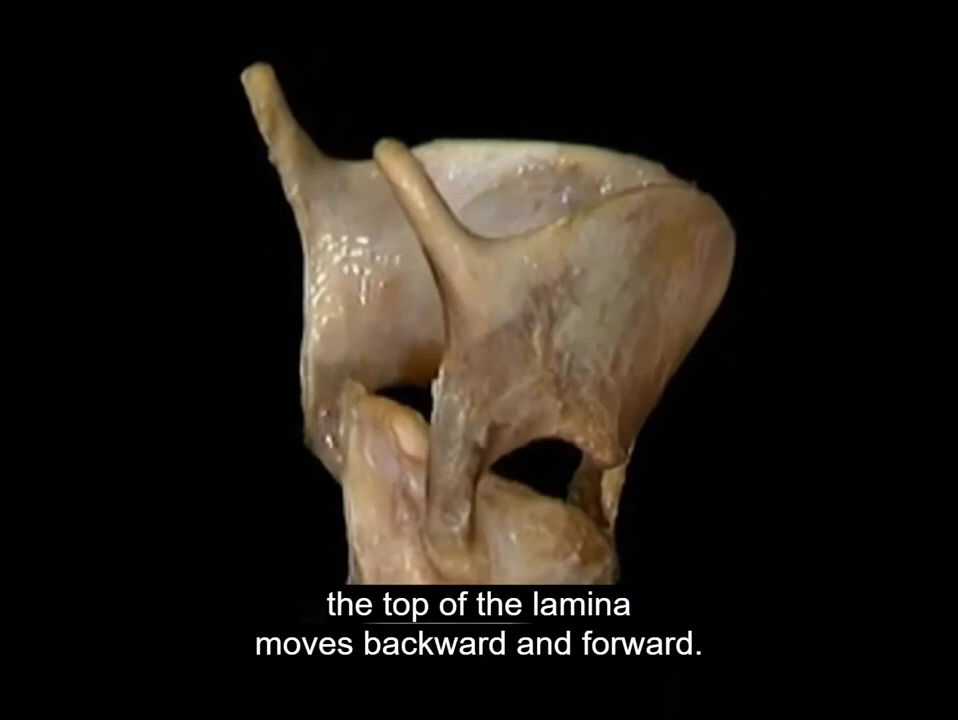 the top of the lamina
moves backward and forward.